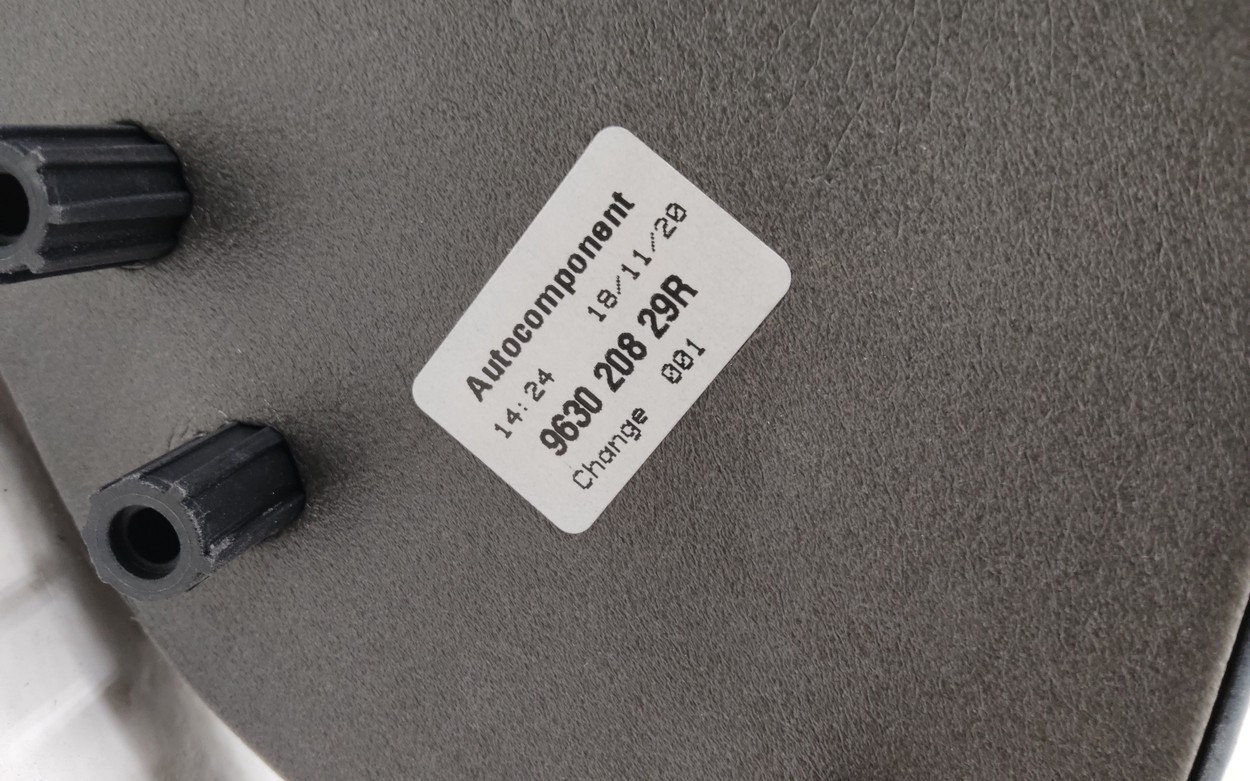 Autocomponent
14:24 18/11/20
9630 208 29R
Change 001